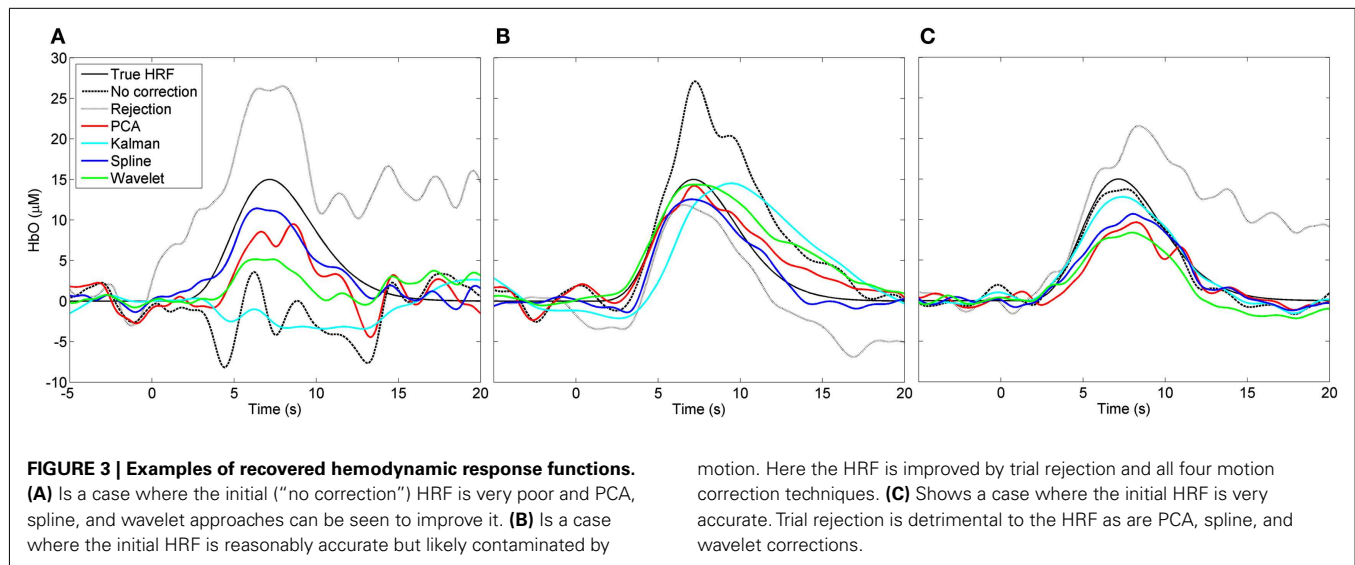 A
B
C
30
25
20
15
10
5
0
-5
-10
HbO (μM)
True HRF
No correction
Rejection
PCA
Kalman
Spline
Wavelet
-5 0 5 10 15 20
Time (s)
0 5 10 15 20
Time (s)
0 5 10 15 20
Time (s)
FIGURE 3 | Examples of recovered hemodynamic response functions.
(A) Is a case where the initial (“no correction”) HRF is very poor and PCA,
spline, and wavelet approaches can be seen to improve it. (B) Is a case
where the initial HRF is reasonably accurate but likely contaminated by
motion. Here the HRF is improved by trial rejection and all four motion
correction techniques. (C) Shows a case where the initial HRF is very
accurate. Trial rejection is detrimental to the HRF as are PCA, spline, and
wavelet corrections.